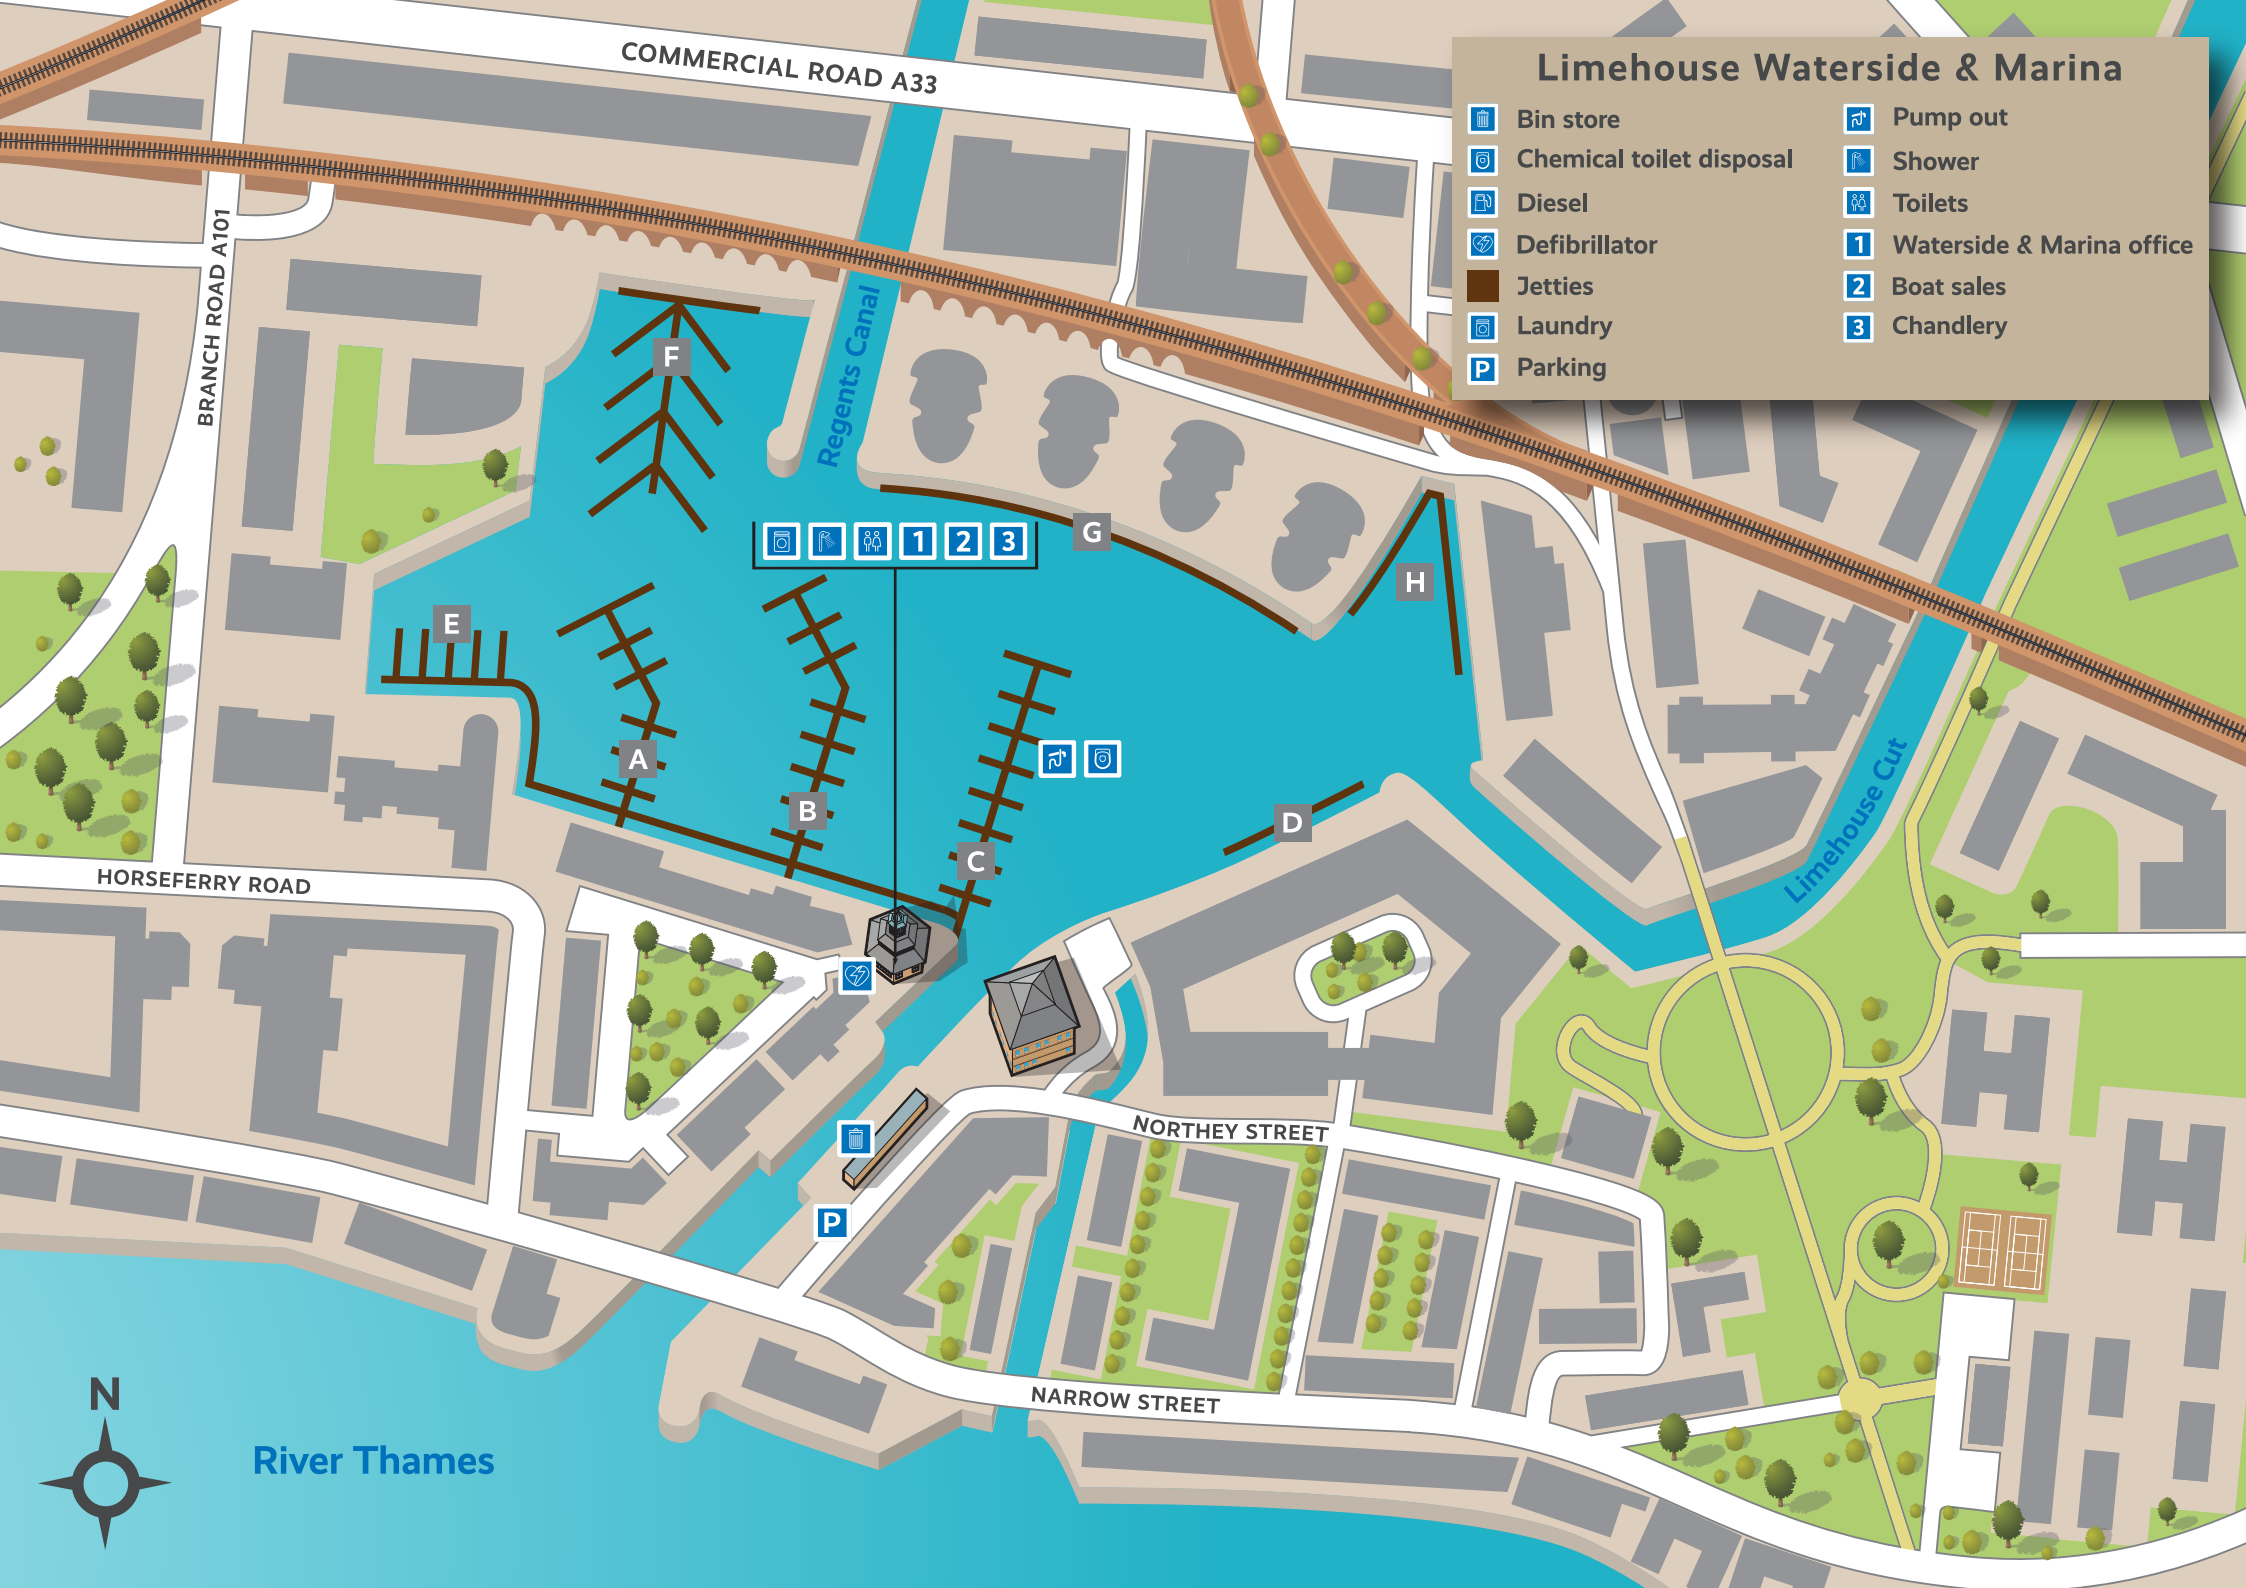 COMMERCIAL ROAD A33
Limehouse Waterside & Marina
Bin store
Chemical toilet disposal
Diesel
Defibrillator
Jetties
Laundry
P Parking
Pump out
Shower
Toilets
1 Waterside & Marina office
2 Boat sales
3 Chandlery
BRANCH ROAD A101
Regents Canal
F
1 2 3
G
H
E
A
B
C
D
Limehouse Cut
HORSEFERRY ROAD
NORTHEY STREET
P
NARROW STREET
N
River Thames